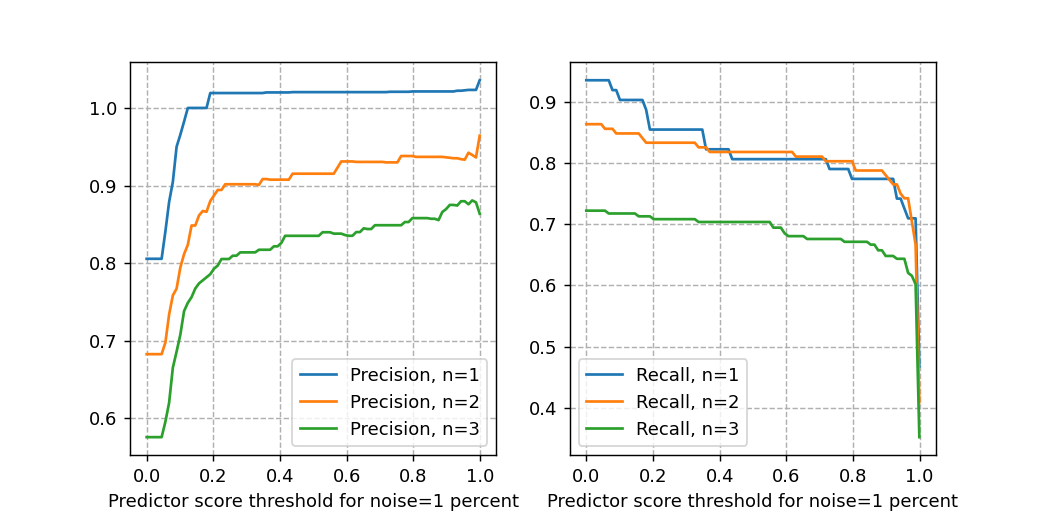 1.0
0.9
0.8
0.7
0.6
0.0 0.2 0.4 0.6 0.8 1.0
Predictor score threshold for noise=1 percent
Precision, n=1
Precision, n=2
Precision, n=3
0.9
0.8
0.7
0.6
0.5
0.4
0.0 0.2 0.4 0.6 0.8 1.0
Predictor score threshold for noise=1 percent
Recall, n=1
Recall, n=2
Recall, n=3